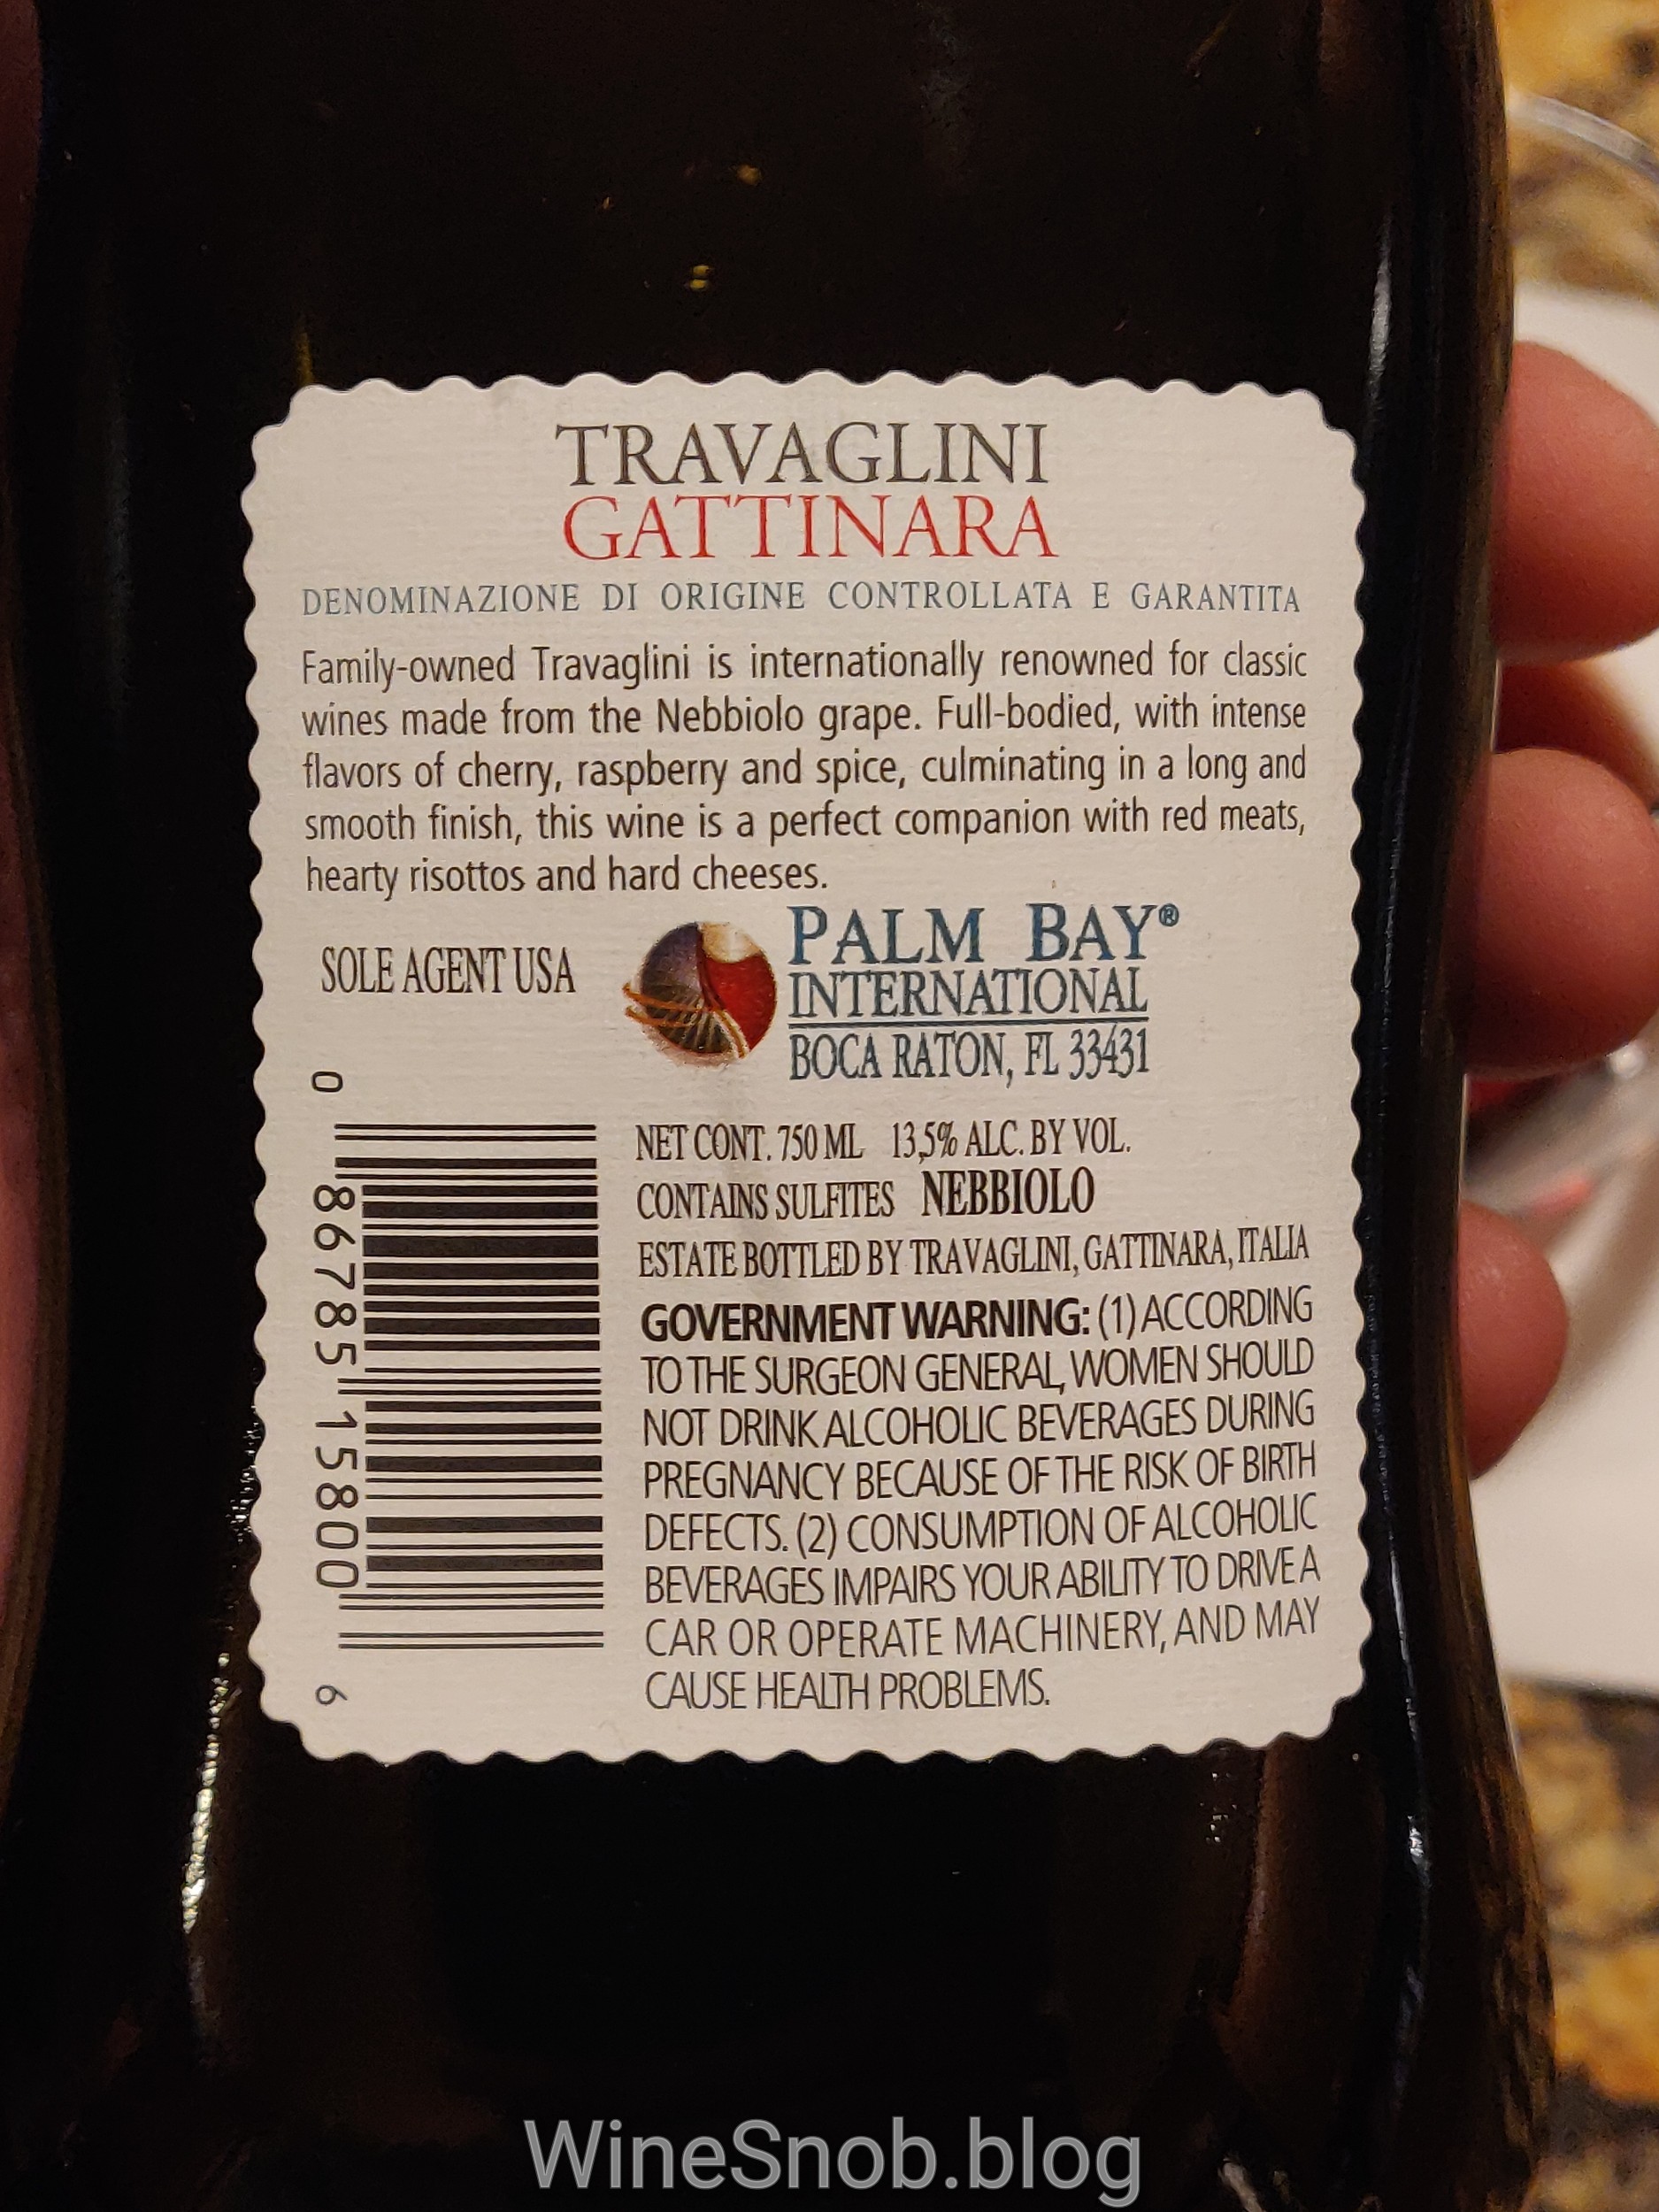 TRAVAGLINI
GATTINARA
DENOMINAZIONE DI ORIGINE CONTROLLATA E GARANTITA
Family-owned Travaglini is internationally renowned for classic
wines made from the Nebbiolo grape. Full-bodied, with intense
flavors of cherry, raspberry and spice, culminating in a long and
smooth finish, this wine is a perfect companion with red meats,
hearty risottos and hard cheeses.
SOLE AGENT USA
PALM BAY®
INTERNATIONAL
BOCA RATON, FL 33431
0 86785 15800 6
NET CONT. 750 ML 13,5% ALC. BY VOL.
CONTAINS SULFITES NEBBIOLO
ESTATE BOTTLED BY TRAVAGLINI, GATTINARA, ITALIA
GOVERNMENT WARNING: (1) ACCORDING
TO THE SURGEON GENERAL, WOMEN SHOULD
NOT DRINK ALCOHOLIC BEVERAGES DURING
PREGNANCY BECAUSE OF THE RISK OF BIRTH
DEFECTS. (2) CONSUMPTION OF ALCOHOLIC
BEVERAGES IMPAIRS YOUR ABILITY TO DRIVE A
CAR OR OPERATE MACHINERY, AND MAY
CAUSE HEALTH PROBLEMS.
WineSnob.blog